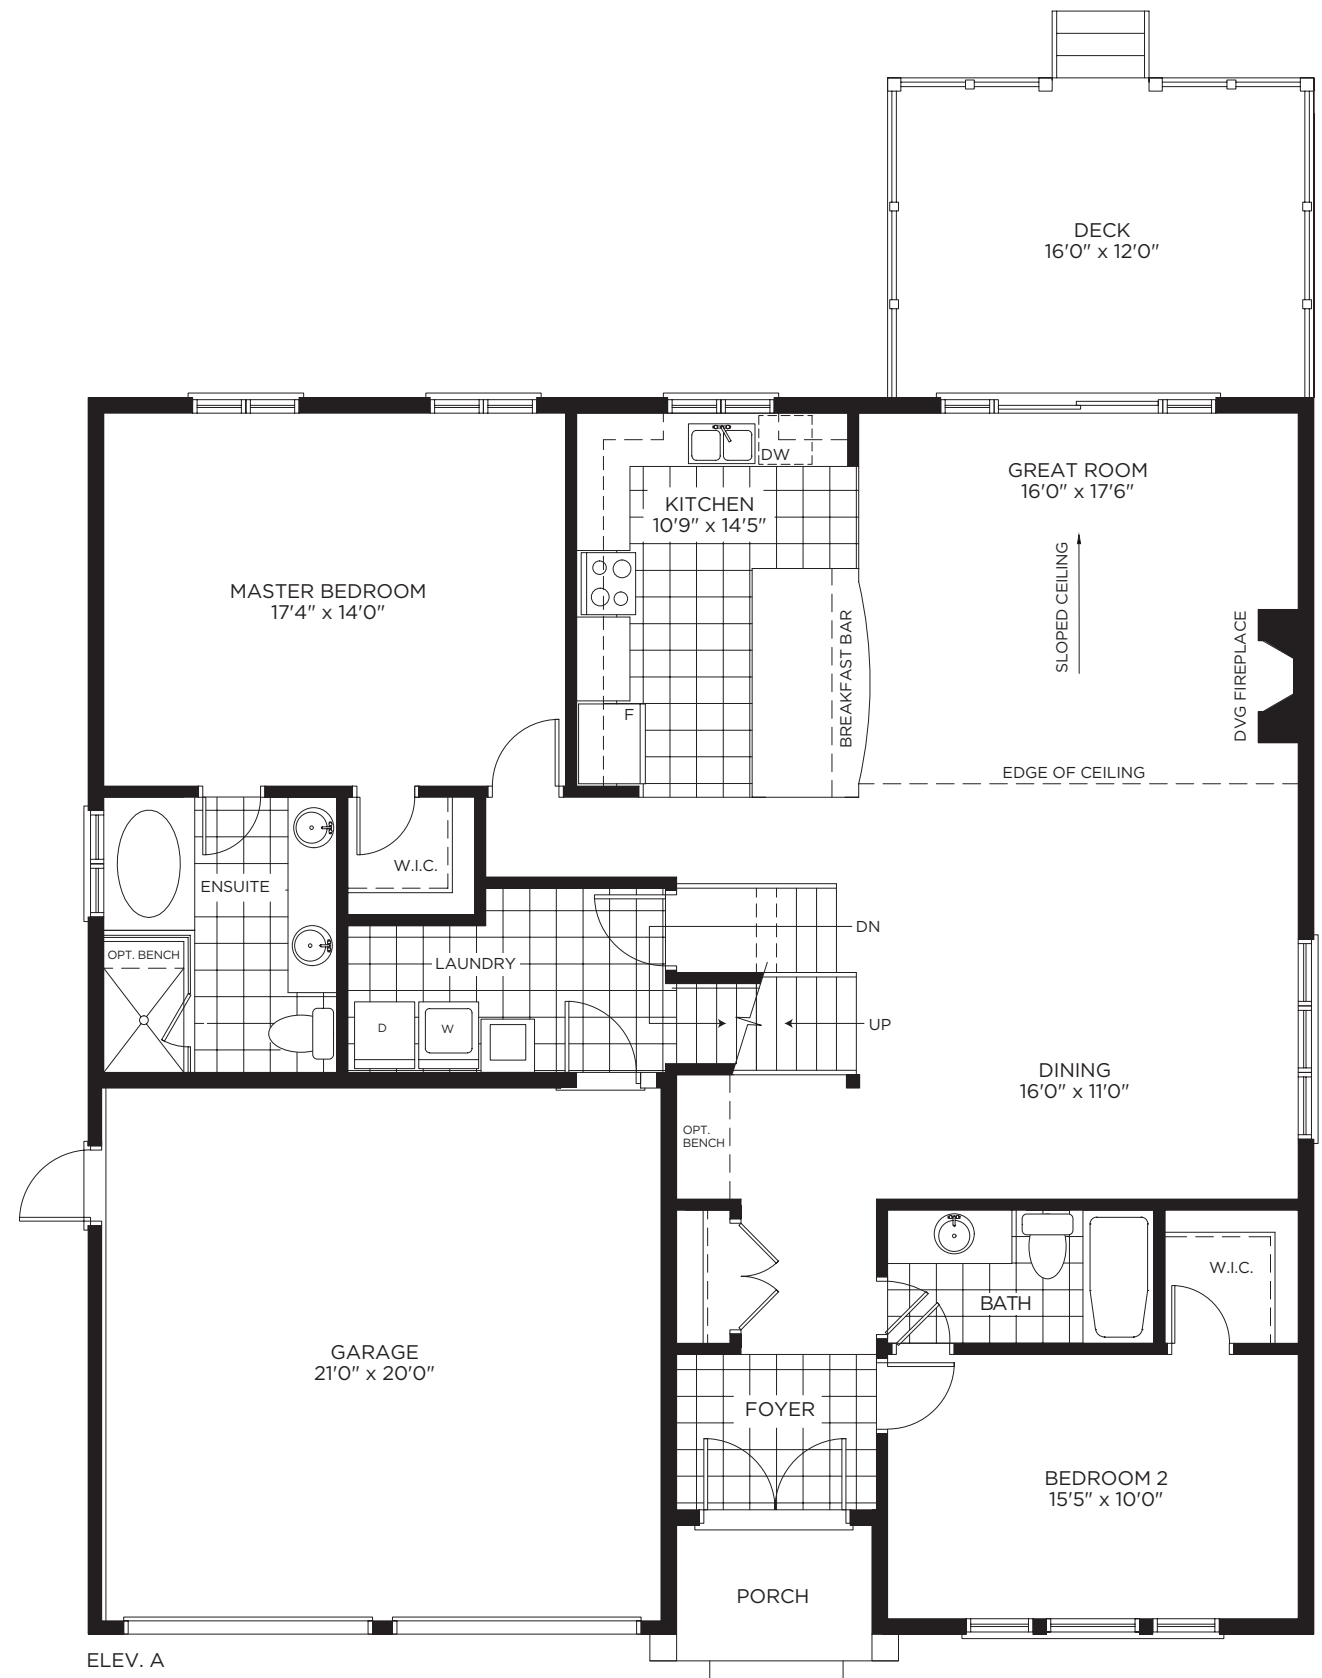 DECK
16'0" x 12'0"
GREAT ROOM
16'0" x 17'6"
SLOPED CEILING
DVG FIREPLACE
EDGE OF CEILING
DW
KITCHEN
10'9" x 14'5"
BREAKFAST BAR
F
MASTER BEDROOM
17'4" x 14'0"
W.I.C.
ENSUITE
OPT. BENCH
LAUNDRY
D
W
DN
UP
DINING
16'0" x 11'0"
OPT.
BENCH
W.I.C.
BATH
GARAGE
21'0" x 20'0"
FOYER
BEDROOM 2
15'5" x 10'0"
PORCH
ELEV. A